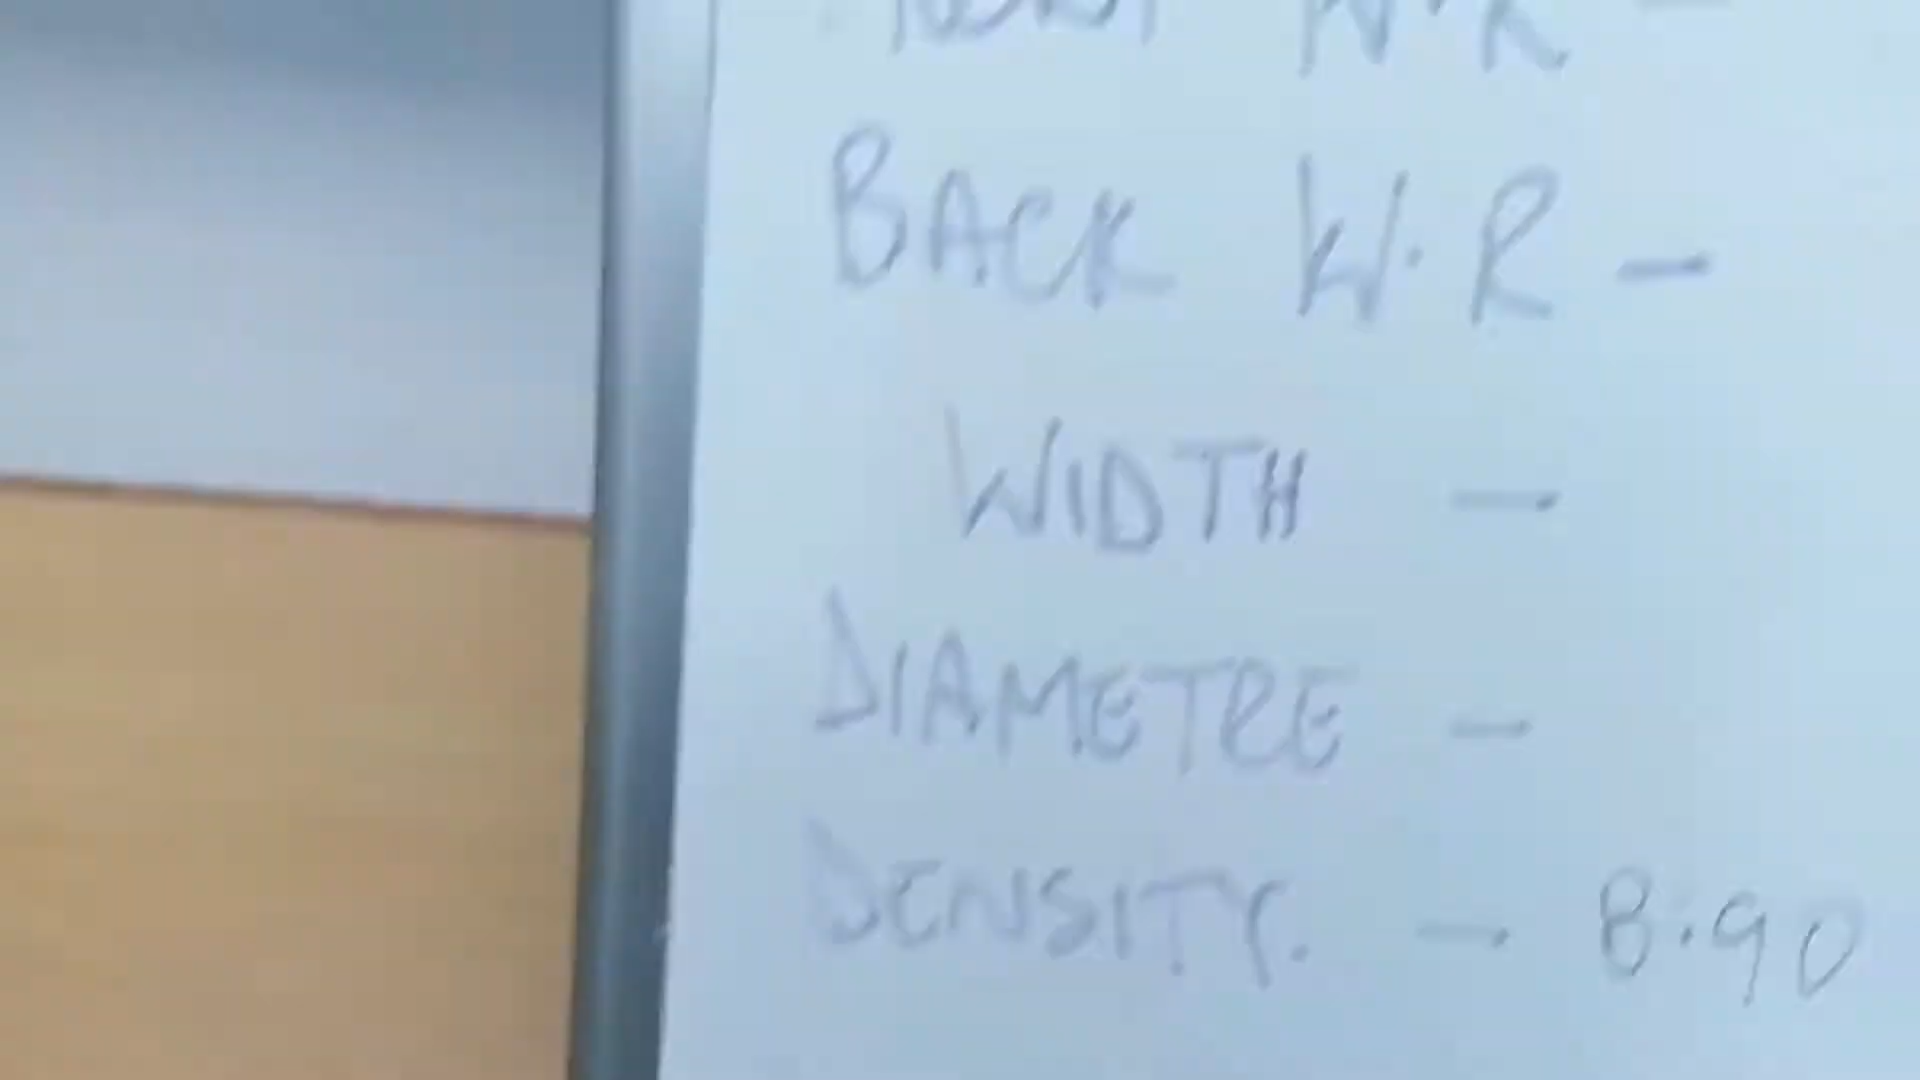 W.R -
BACK W.R -
WIDTH -
DIAMETRE -
DENSITY. - 8.90